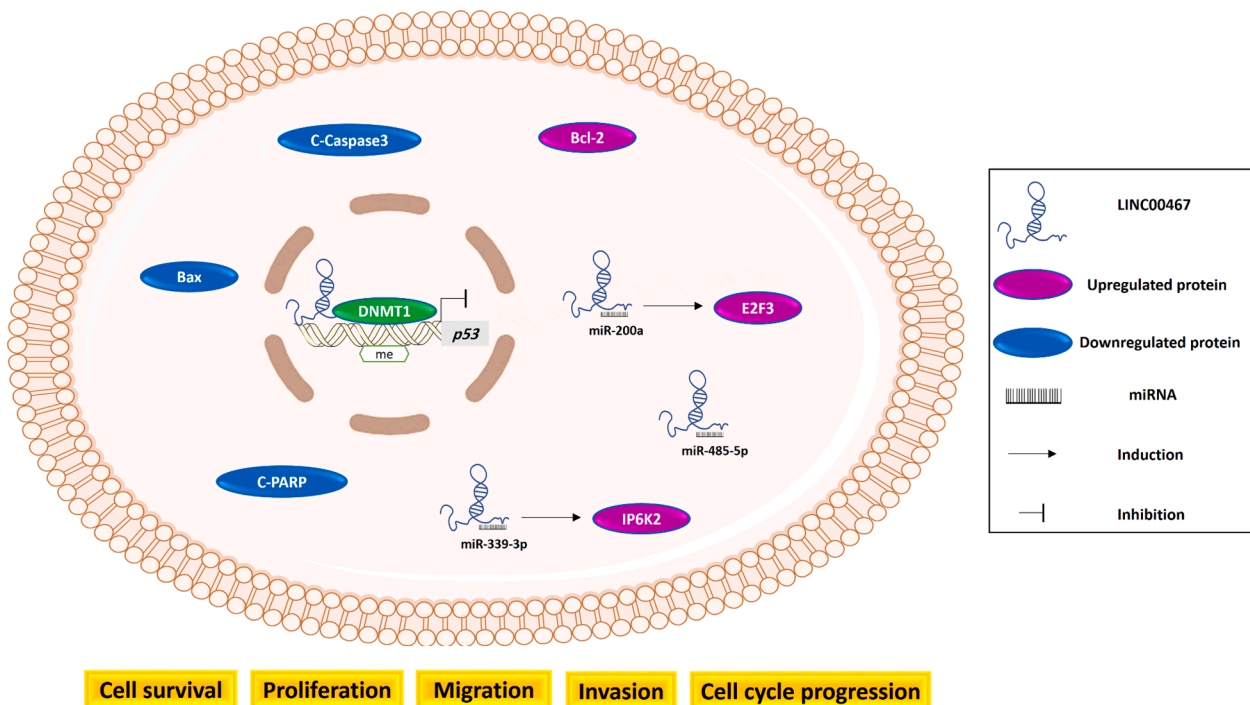 C-Caspase3
Bcl-2
Bax
DNMT1
p53
me
miR-200a
E2F3
miR-485-5p
C-PARP
miR-339-3p
IP6K2
LINC00467
Upregulated protein
Downregulated protein
miRNA
Induction
Inhibition
Cell survival
Proliferation
Migration
Invasion
Cell cycle progression